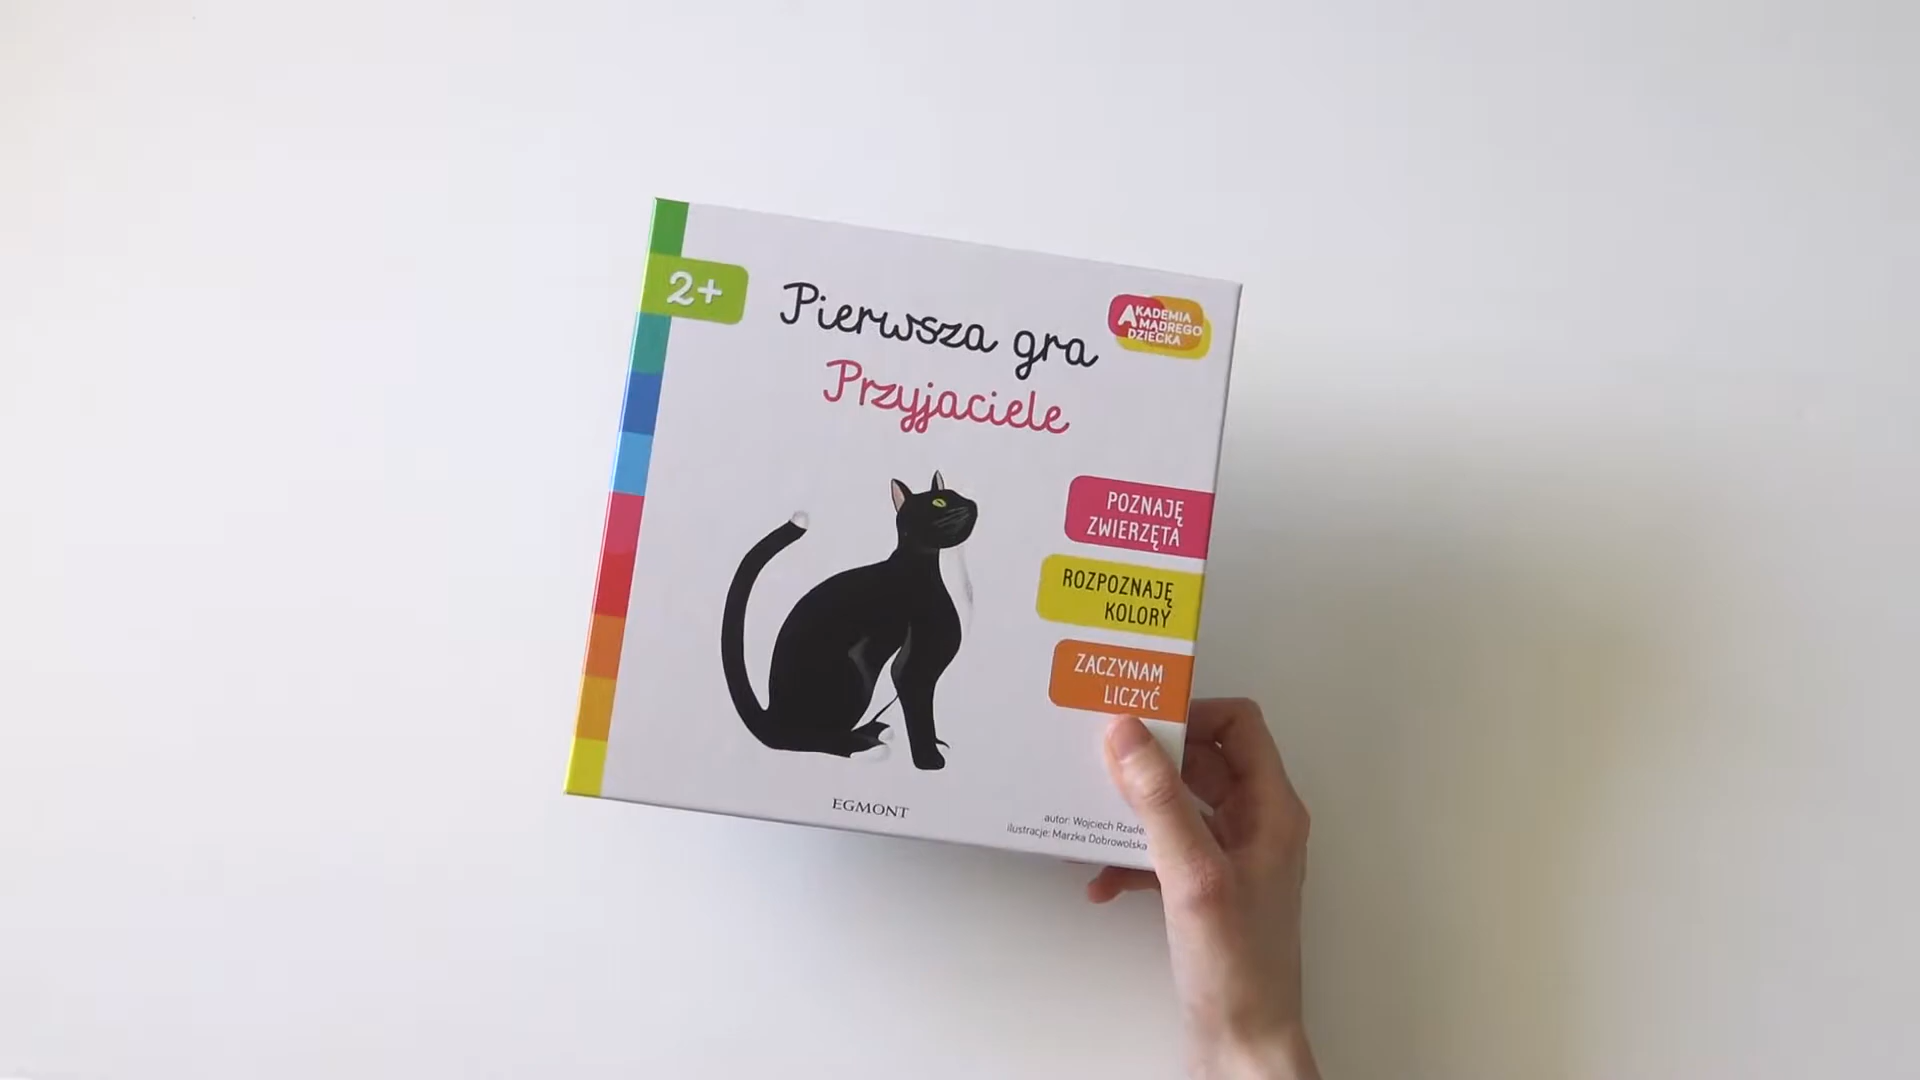 2+
Pierwsza gra
Przyjaciele
AKADEMIA
MĄDREGO
DZIECKA
POZNAJĘ
ZWIERZĘTA
ROZPOZNAJĘ
KOLORY
ZACZYNAM
LICZYĆ
EGMONT
autor: Wojciech
ilustracje: Marzka Dobrowolska